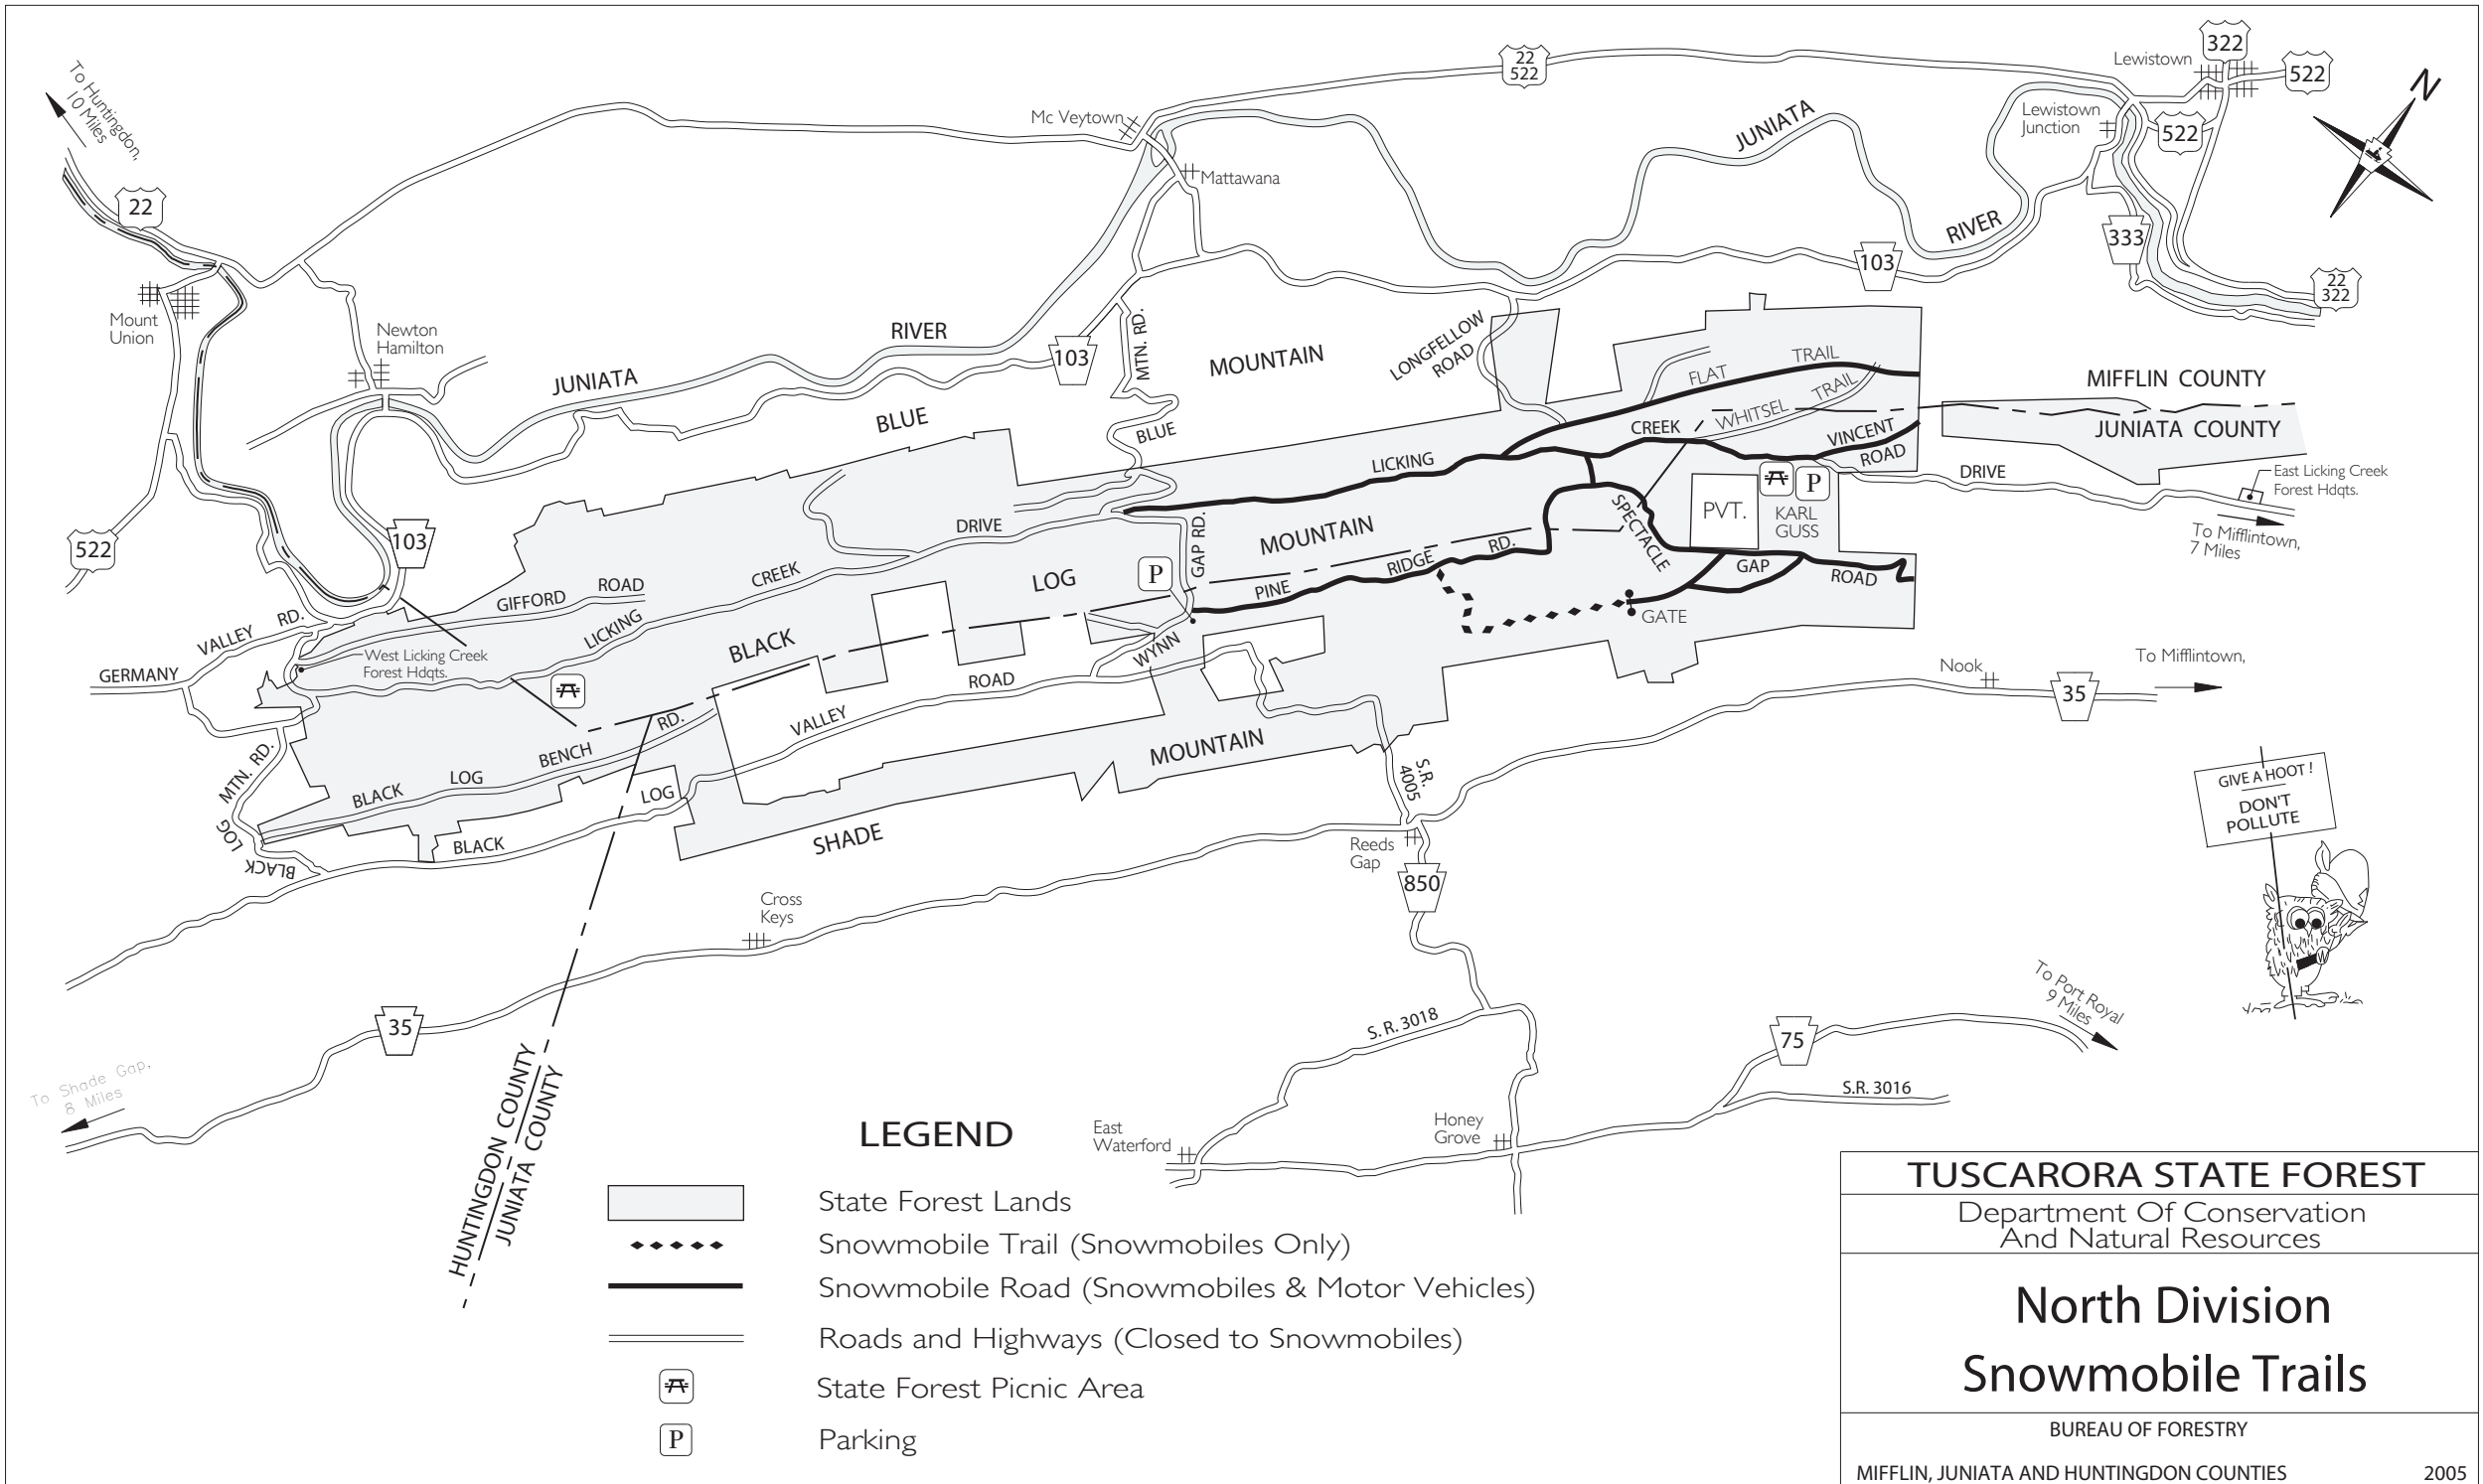 To Huntingdon,
10 Miles
22
Mount
Union
Newton
Hamilton
522
103
Mc Veytown
Mattawana
22
522
JUNIATA
RIVER
Lewistown
322
522
Lewistown
Junction
522
333
103
22
322
N
JUNIATA
RIVER
103
MTN. RD.
BLUE
BLUE
MOUNTAIN
LONGFELLOW
ROAD
FLAT
TRAIL
WHITSEL
TRAIL
MIFFLIN COUNTY
JUNIATA COUNTY
LICKING
CREEK
VINCENT
ROAD
DRIVE
East Licking Creek
Forest Hdqts.
To Mifflintown,
7 Miles
P
KARL
GUSS
PVT.
SPECTACLE
GAP
ROAD
GATE
PINE
RIDGE
RD.
MOUNTAIN
LOG
BLACK
P
GAP RD.
WYNN
DRIVE
CREEK
LICKING
GIFFORD
ROAD
VALLEY
RD.
GERMANY
West Licking Creek
Forest Hdqts.
MTN. RD.
LOG
BLACK
BLACK
LOG
BENCH
RD.
BLACK
LOG
VALLEY
ROAD
SHADE
MOUNTAIN
S.R.
4005
Nook
To Mifflintown,
35
Reeds
Gap
850
Cross
Keys
35
To Shade Gap,
8 Miles
HUNTINGDON COUNTY
JUNIATA COUNTY
S. R. 3018
East
Waterford
Honey
Grove
75
S.R. 3016
To Port Royal
9 Miles
GIVE A HOOT !
DON'T
POLLUTE
LEGEND
State Forest Lands
Snowmobile Trail (Snowmobiles Only)
Snowmobile Road (Snowmobiles & Motor Vehicles)
Roads and Highways (Closed to Snowmobiles)
State Forest Picnic Area
P
Parking
TUSCARORA STATE FOREST
Department Of Conservation
And Natural Resources
North Division
Snowmobile Trails
BUREAU OF FORESTRY
MIFFLIN, JUNIATA AND HUNTINGDON COUNTIES 2005